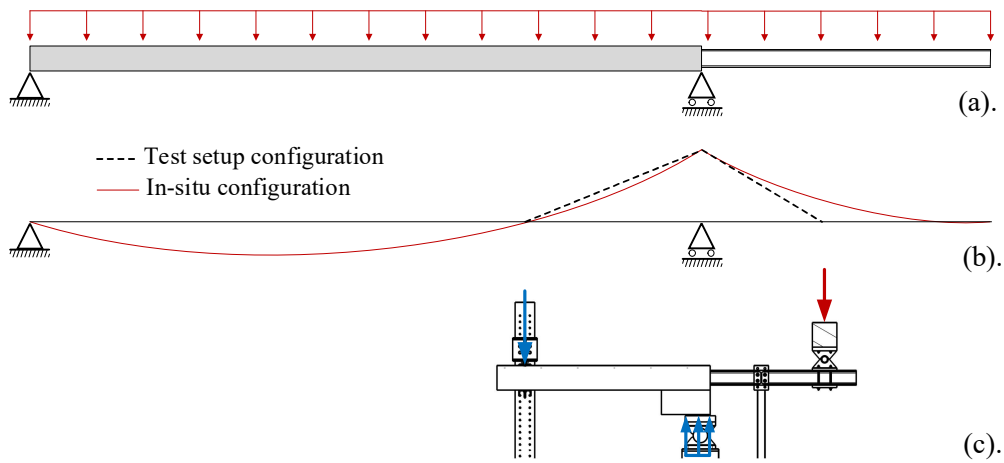 (a).
Test setup configuration
In-situ configuration
(b).
(c).